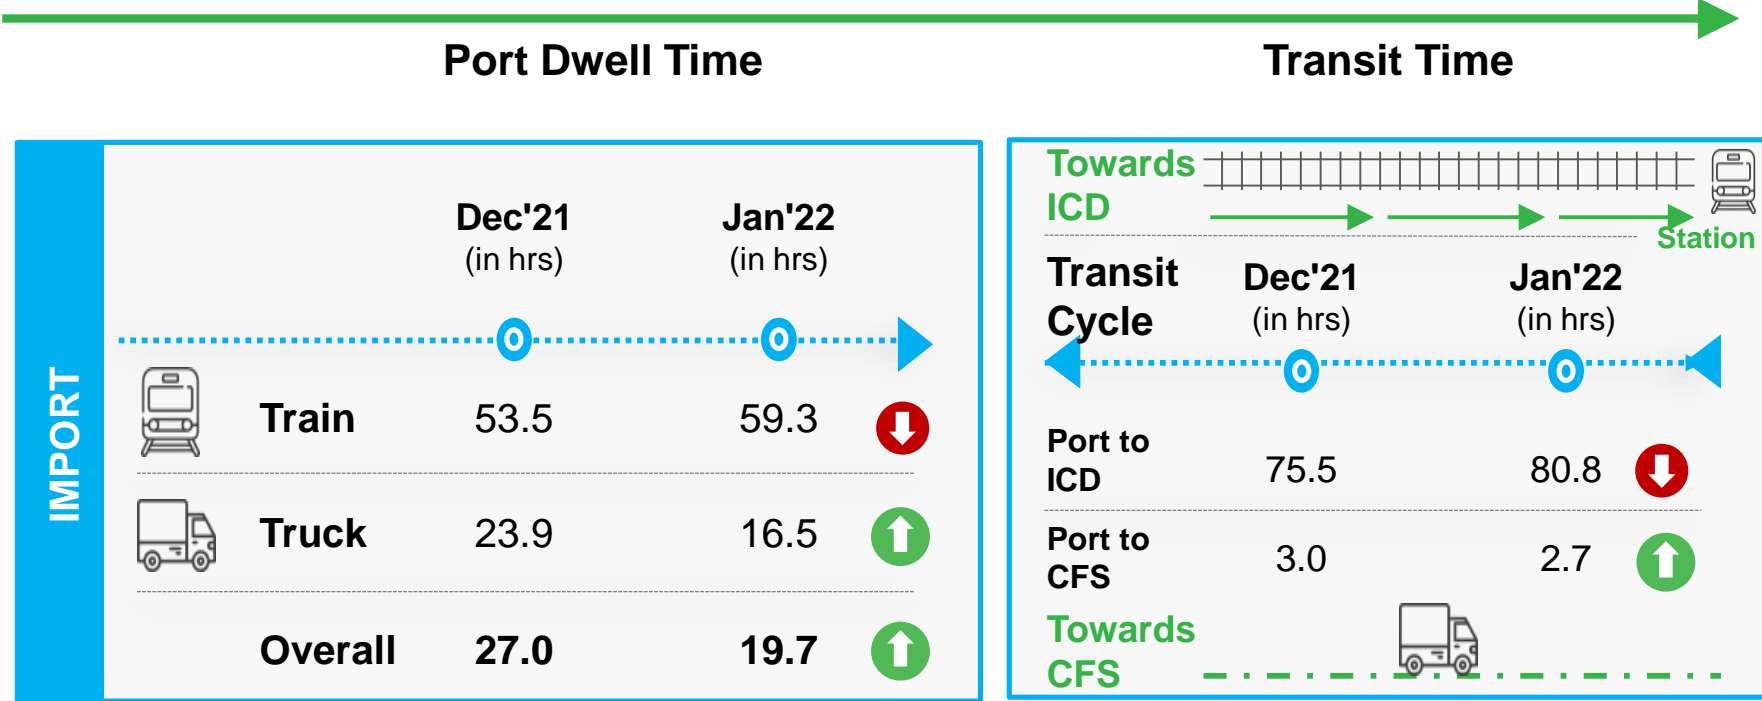 Port Dwell Time
Transit Time
IMPORT
Dec'21
Jan'22
(in hrs)
(in hrs)
Train
53.5
59.3
Truck
23.9
16.5
Overall
27.0
19.7
Towards
ICD
Station
Transit
Cycle
Dec'21
Jan'22
(in hrs)
(in hrs)
Port to
ICD
75.5
80.8
Port to
CFS
3.0
2.7
Towards
CFS